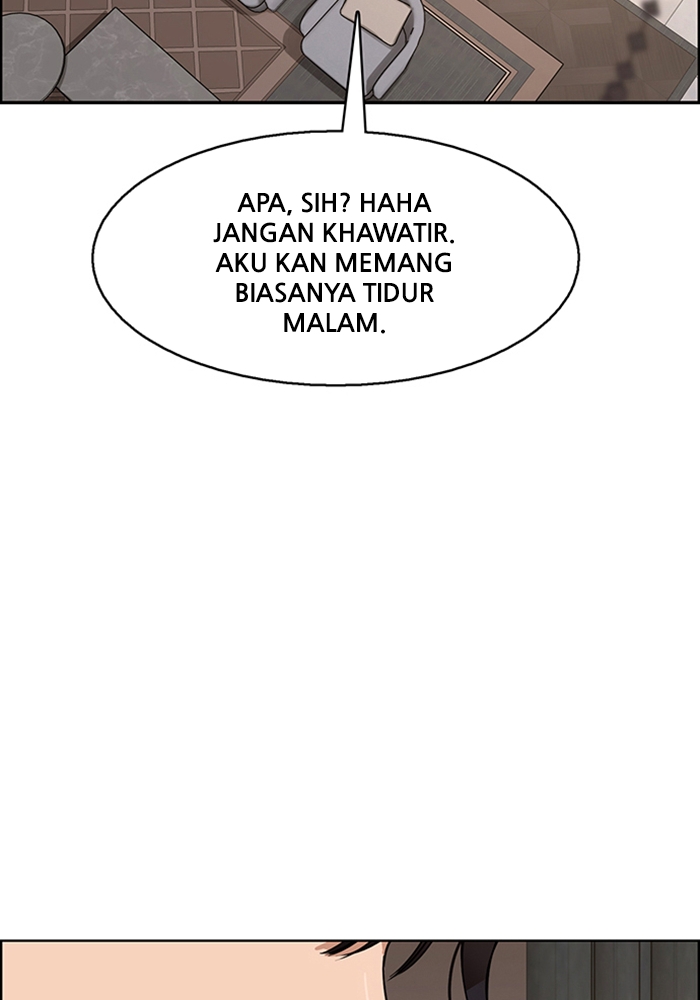 APA, SIH? HAHA
JANGAN KHAWATIR.
AKU KAN MEMANG
BIASANYA TIDUR
MALAM.